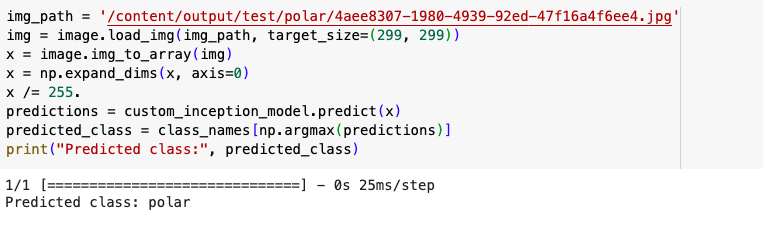 img_path = '/content/output/test/polar/4aee8307-1980-4939-92ed-47f16a4f6ee4.jpg'
img = image.load_img(img_path, target_size=(299, 299))
x = image.img_to_array(img)
x = np.expand_dims(x, axis=0)
x /= 255.
predictions = custom_inception_model.predict(x)
predicted_class = class_names[np.argmax(predictions)]
print("Predicted class:", predicted_class)
1/1 [==============================] - 0s 25ms/step
Predicted class: polar